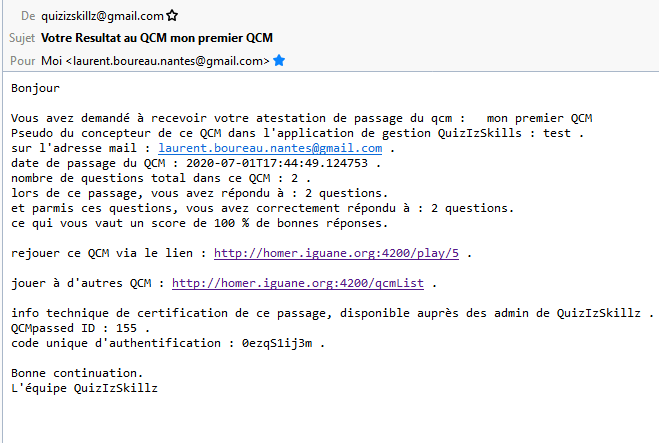 De quizizskillz@gmail.com
Sujet Votre Resultat au QCM mon premier QCM
Pour Moi <laurent.boureau.nantes@gmail.com>
Bonjour
Vous avez demandé à recevoir votre atestation de passage du qcm :   mon premier QCM
Pseudo du concepteur de ce QCM dans l'application de gestion QuizIzSkills : test .
sur l'adresse mail : laurent.boureau.nantes@gmail.com .
date de passage du QCM : 2020-07-01T17:44:49.124753 .
nombre de questions total dans ce QCM : 2 .
lors de ce passage, vous avez répondu à : 2 questions.
et parmis ces questions, vous avez correctement répondu à : 2 questions.
ce qui vous vaut un score de 100 % de bonnes réponses.
rejouer ce QCM via le lien : http://homer.iguane.org:4200/play/5 .
jouer à d'autres QCM : http://homer.iguane.org:4200/qcmList .
info technique de certification de ce passage, disponible auprès des admin de QuizIzSkillz .
QCMpassed ID : 155 .
code unique d'authentification : 0ezqS1ij3m .
Bonne continuation.
L'équipe QuizIzSkillz